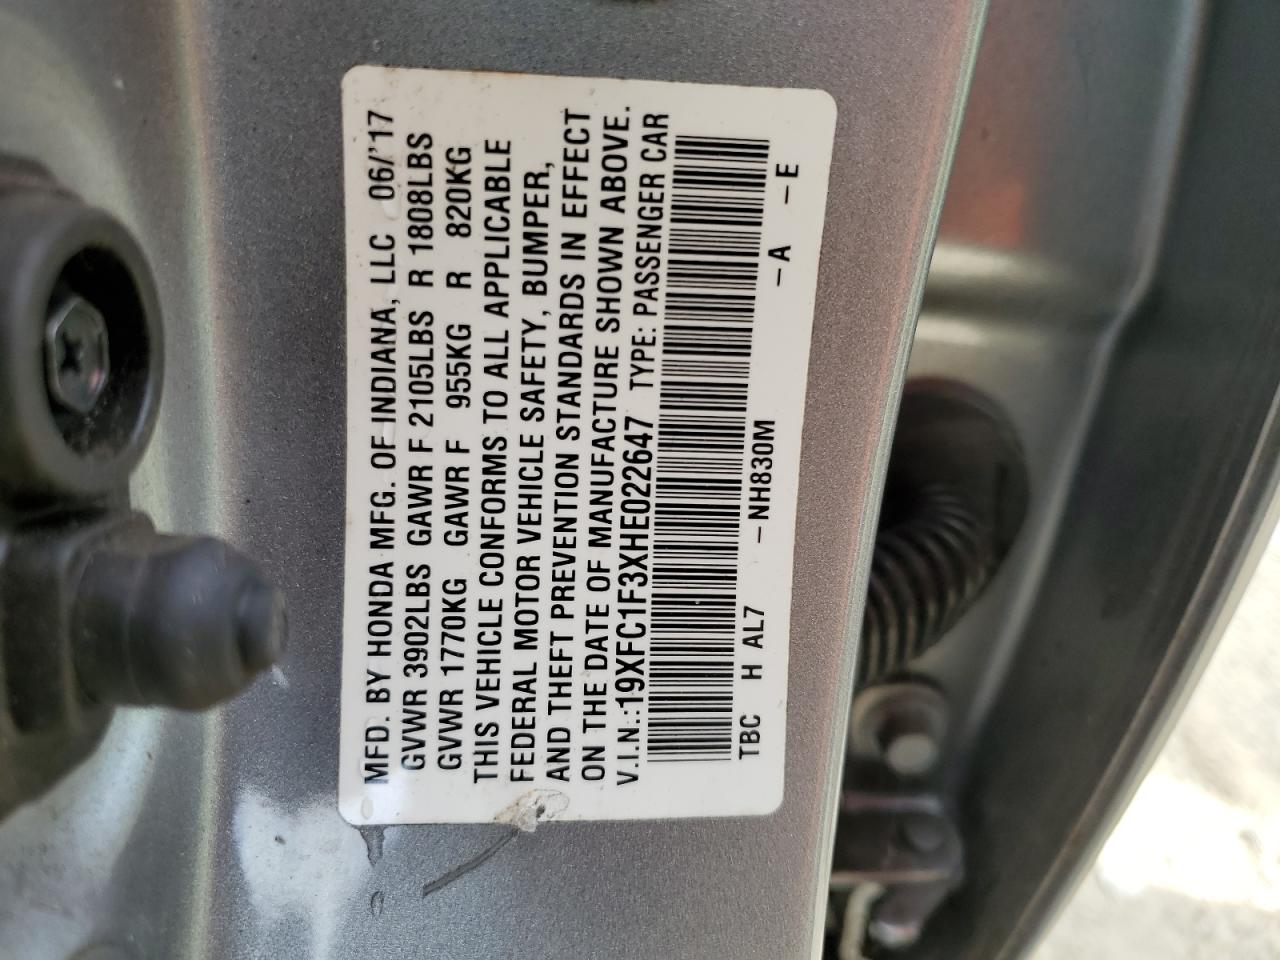 MFD. BY HONDA MFG. OF INDIANA, LLC 06/'17
GVWR 3902LBS GAWR F 2105LBS R 1808LBS
GVWR 1770KG GAWR F 955KG R 820KG
THIS VEHICLE CONFORMS TO ALL APPLICABLE
FEDERAL MOTOR VEHICLE SAFETY, BUMPER,
AND THEFT PREVENTION STANDARDS IN EFFECT
ON THE DATE OF MANUFACTURE SHOWN ABOVE.
V.I.N.:19XFC1F3XHE022647 TYPE: PASSENGER CAR
TBC H AL7 -NH830M -A -E